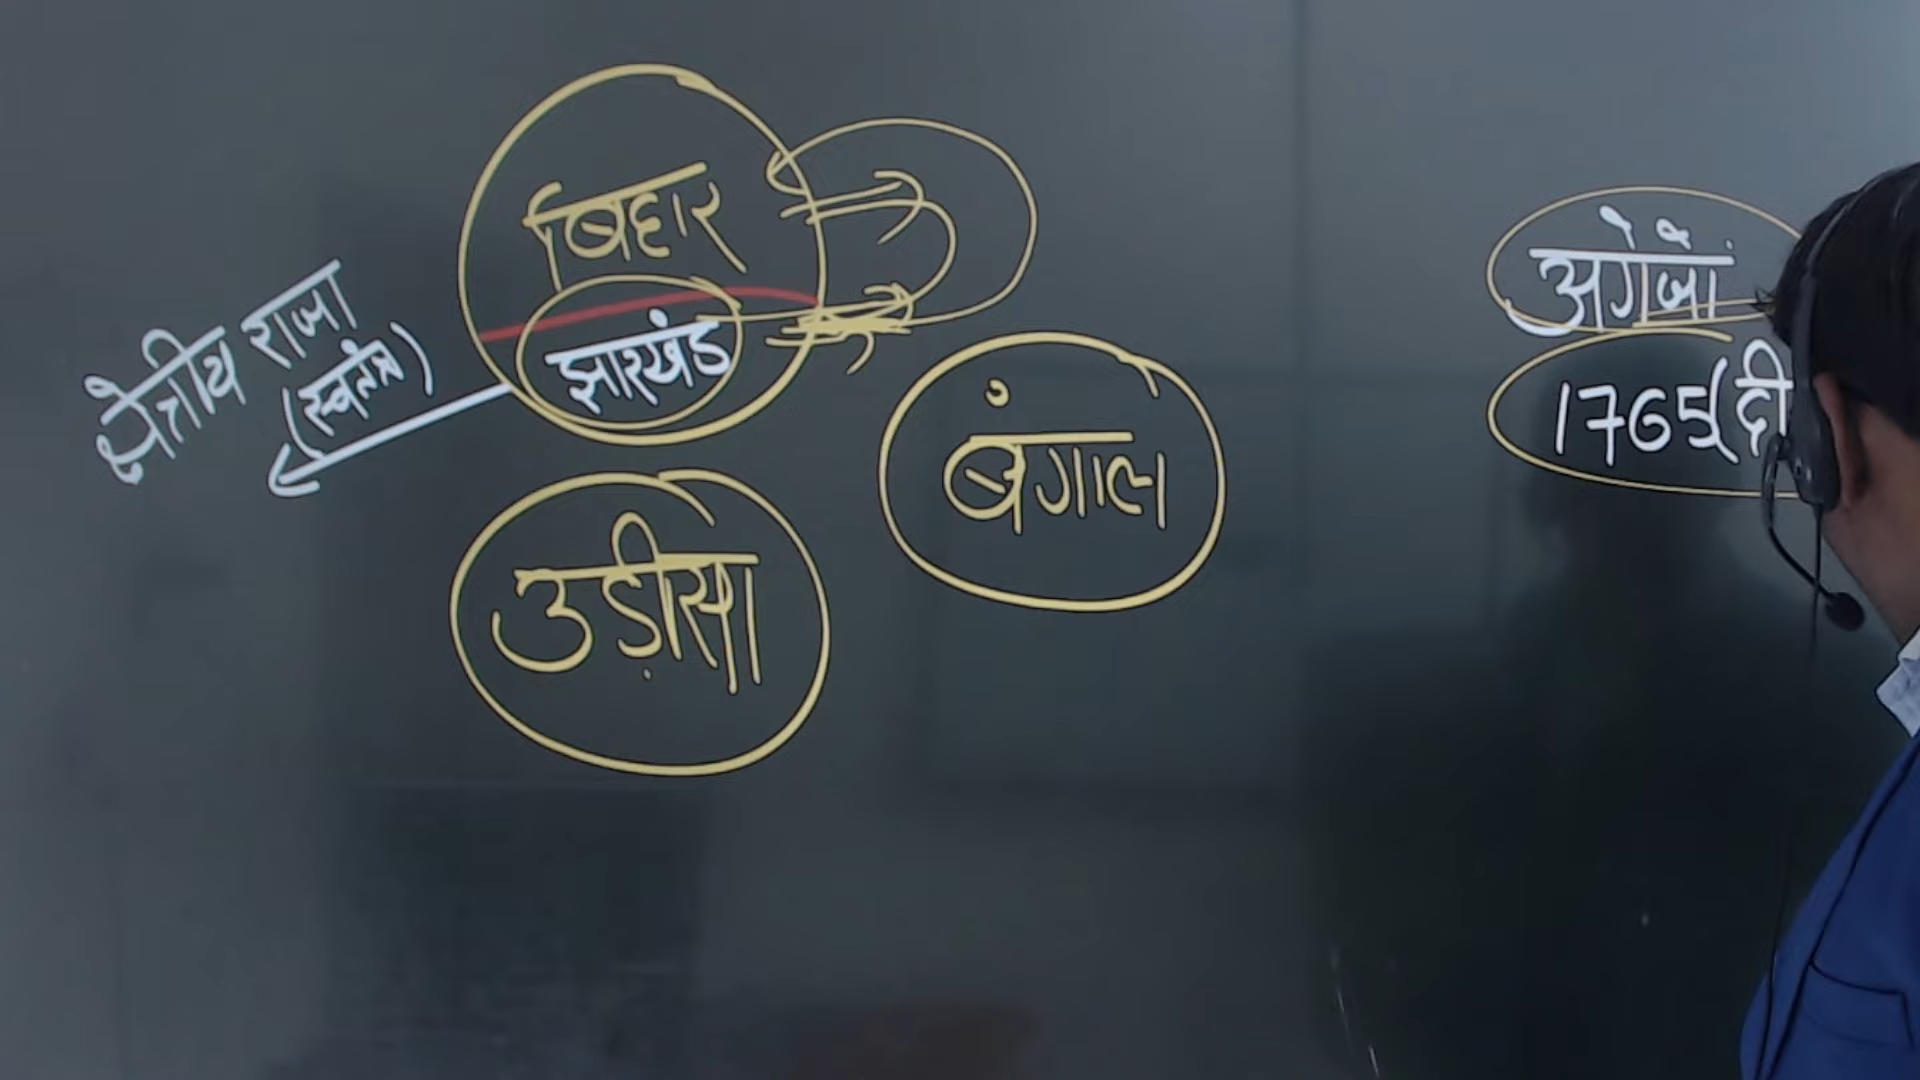 बिहार
झारखंड
क्षेत्रीय राजा
(स्वतंत्र)
उड़ीसा
बंगाल
अंग्रेजों
1765(दी